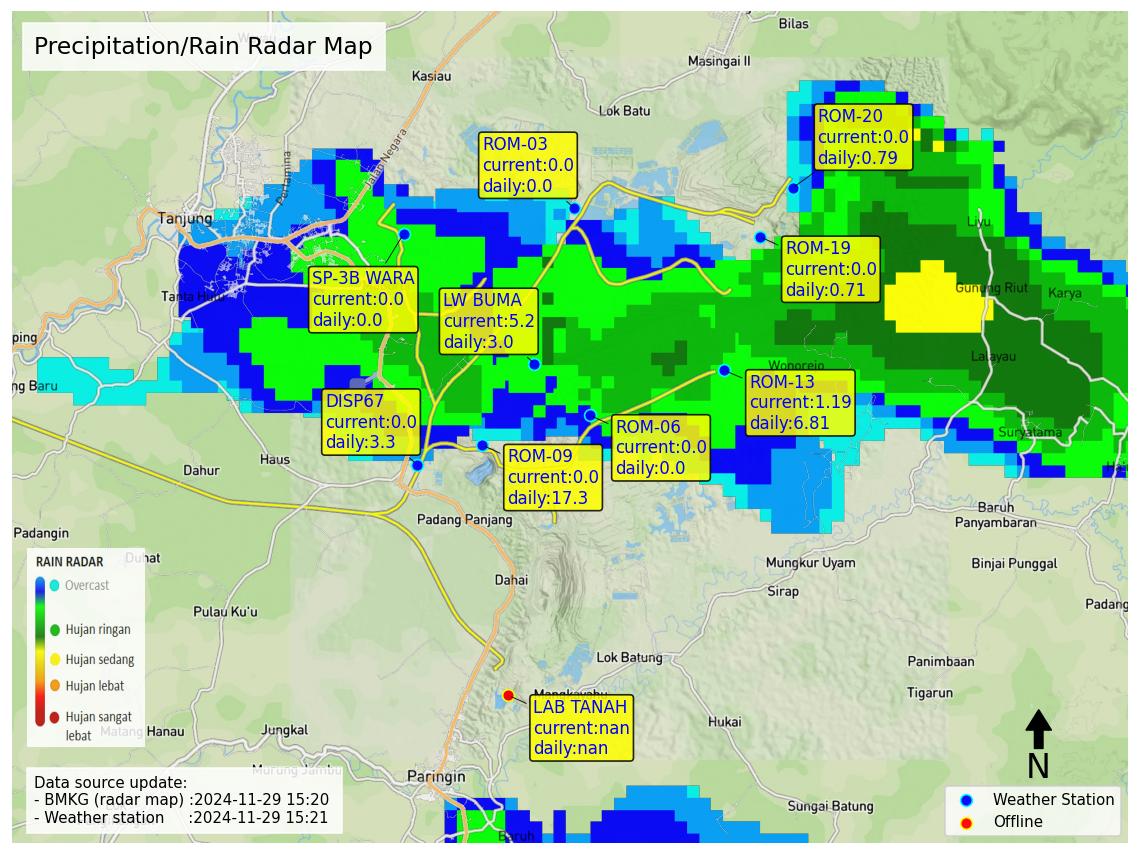 Precipitation/Rain Radar Map
Bilas
Masingai II
Kasiau
Lok Batu
Jalan Negara
Pertamina
Tanjung
ROM-03
current:0.0
daily:0.0
ROM-20
current:0.0
daily:0.79
Liyu
ROM-19
current:0.0
daily:0.71
SP-3B WARA
current:0.0
daily:0.0
LW BUMA
current:5.2
daily:3.0
Gunung Riut
Karya
Lalayau
Wonorejo
ROM-13
current:1.19
daily:6.81
DISP67
current:0.0
daily:3.3
ROM-06
current:0.0
daily:0.0
ROM-09
current:0.0
daily:17.3
Suryatama
ping
ng Baru
Dahur
Haus
Padangin
Duhat
Padang Panjang
Baruh
Panyambaran
Mungkur Uyam
Binjai Punggal
Sirap
Padang
Dahai
Pulau Ku'u
Lok Batung
Panimbaan
Tigarun
Mangkayahu
LAB TANAH
current:nan
daily:nan
Hukai
Jungkal
Matang Hanau
Murung Jambu
Paringin
Sungai Batung
Baruh
RAIN RADAR
Overcast
Hujan ringan
Hujan sedang
Hujan lebat
Hujan sangat
lebat
Data source update:
- BMKG (radar map) :2024-11-29 15:20
- Weather station :2024-11-29 15:21
N
Weather Station
Offline